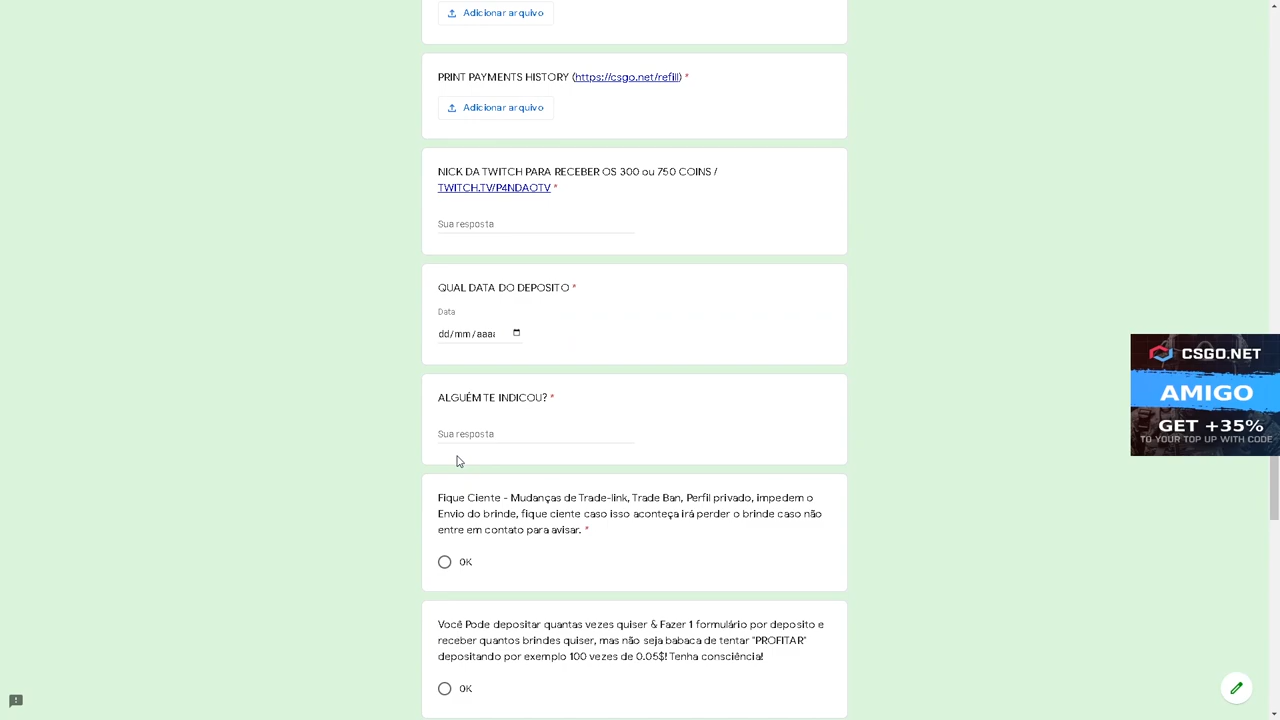 Adicionar arquivo
PRINT PAYMENTS HISTORY (https://csgo.net/refill) *
Adicionar arquivo
NICK DA TWITCH PARA RECEBER OS 300 ou 750 COINS /
TWITCH.TV/P4NDAOTV *
Sua resposta
QUAL DATA DO DEPOSITO *
Data
dd/mm/aaaa
ALGUÉM TE INDICOU? *
Sua resposta
Fique Ciente - Mudanças de Trade-link, Trade Ban, Perfil privado, impedem o
Envio do brinde, fique ciente caso isso aconteça irá perder o brinde caso não
entre em contato para avisar. *
OK
Você Pode depositar quantas vezes quiser & Fazer 1 formulário por deposito e
receber quantos brindes quiser, mas não seja babaca de tentar "PROFITAR"
depositando por exemplo 100 vezes de 0.05$! Tenha consciência!
OK
CSGO.NET
AMIGO
GET +35%
TO YOUR TOP UP WITH CODE